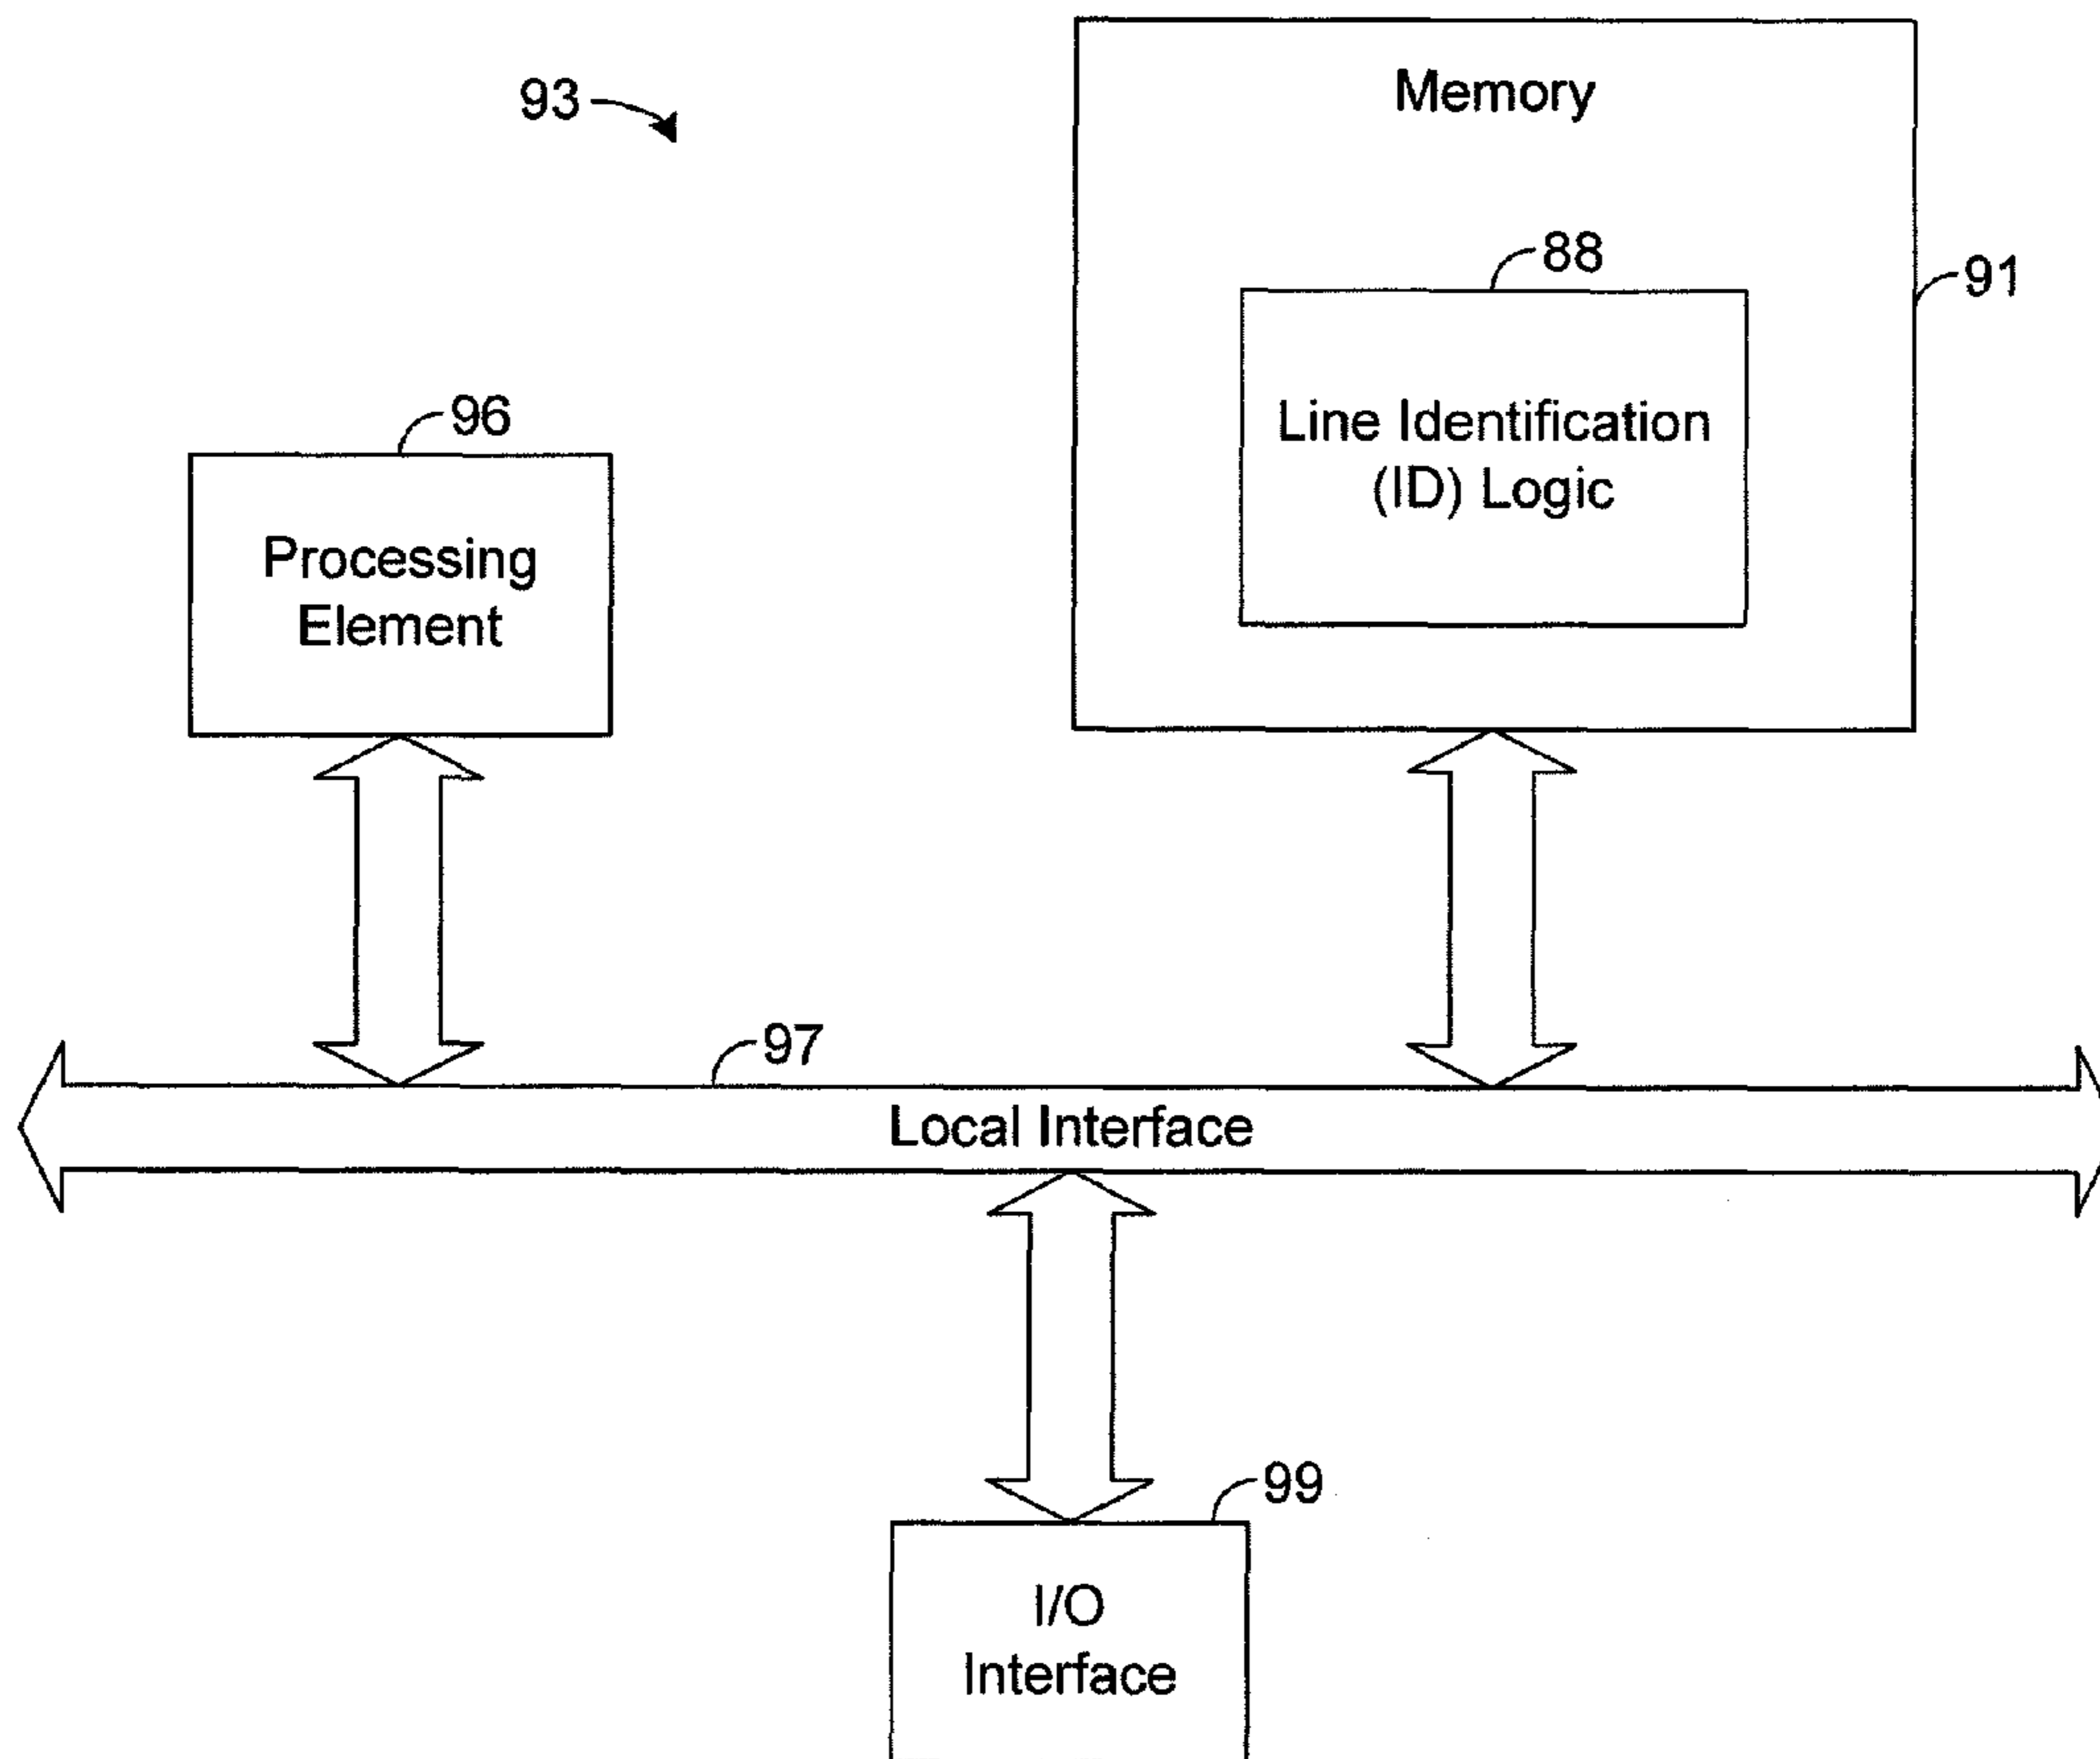 93
Memory
88
91
Line Identification
(ID) Logic
96
Processing
Element
97
Local Interface
99
I/O
Interface